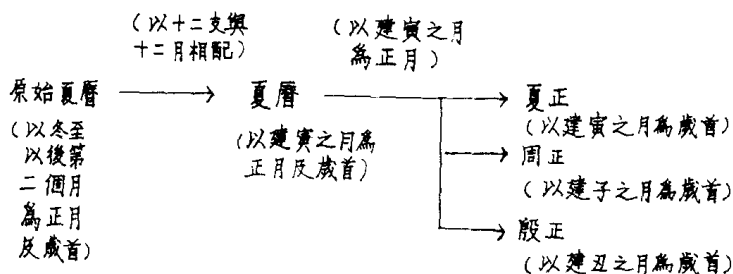 (以十二支與
十二月相配)
(以建寅之月
為正月)
原始夏曆
夏曆
夏正
(以冬至
以後第
二個月
為正月
及歲首)
(以建寅之月為
正月及歲首)
(以建寅之月為歲首)
周正
(以建子之月為歲首)
殷正
(以建丑之月為歲首)